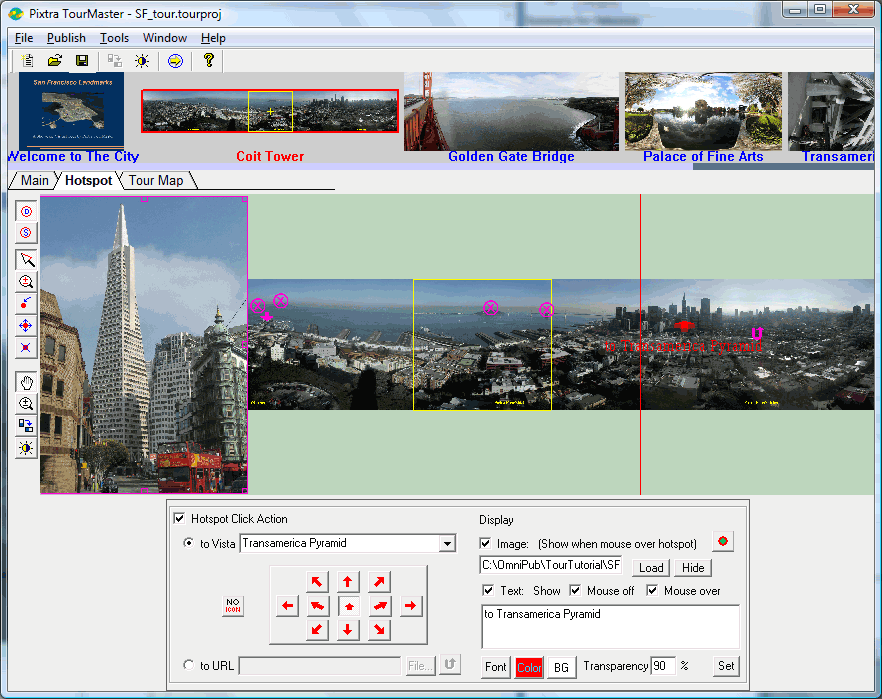 Pixtra TourMaster - SF_tour.tourproj
File Publish Tools Window Help
San Francisco Landmarks
Welcome to The City
Coit Tower
Golden Gate Bridge
Palace of Fine Arts
Transameri
Main Hotspot Tour Map
D
S
to Transamerica Pyramid
Hotspot Click Action
to Vista Transamerica Pyramid
NO
ICON
to URL File...
Display
Image: (Show when mouse over hotspot)
C:\OmniPub\TourTutorial\SF Load Hide
Text: Show Mouse off Mouse over
to Transamerica Pyramid
Font Color BG Transparency 90 % Set